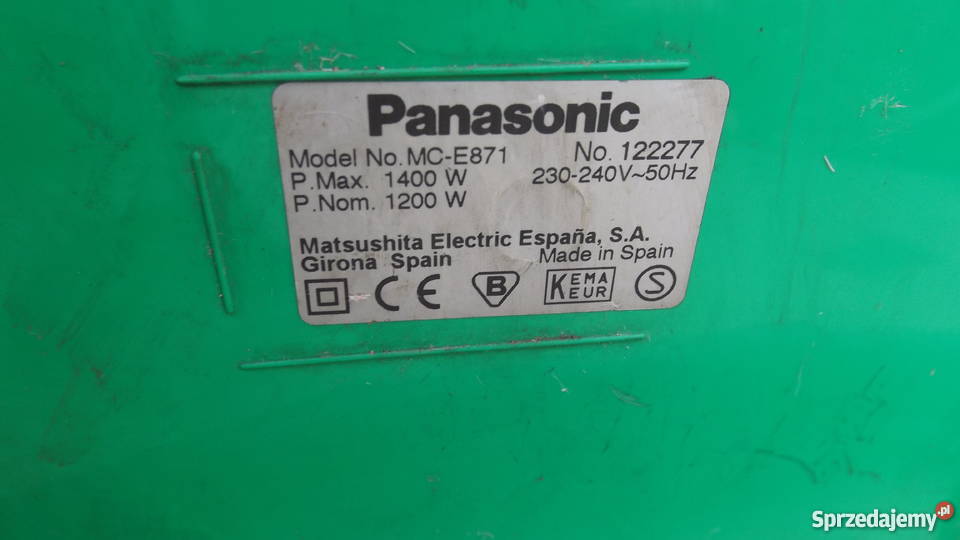 Panasonic
Model No. MC-E871 No. 122277
P.Max. 1400 W 230-240V~50Hz
P.Nom. 1200 W
Matsushita Electric España, S.A.
Girona Spain Made in Spain
CE B KEMA KEUR S
Sprzedajemy.pl